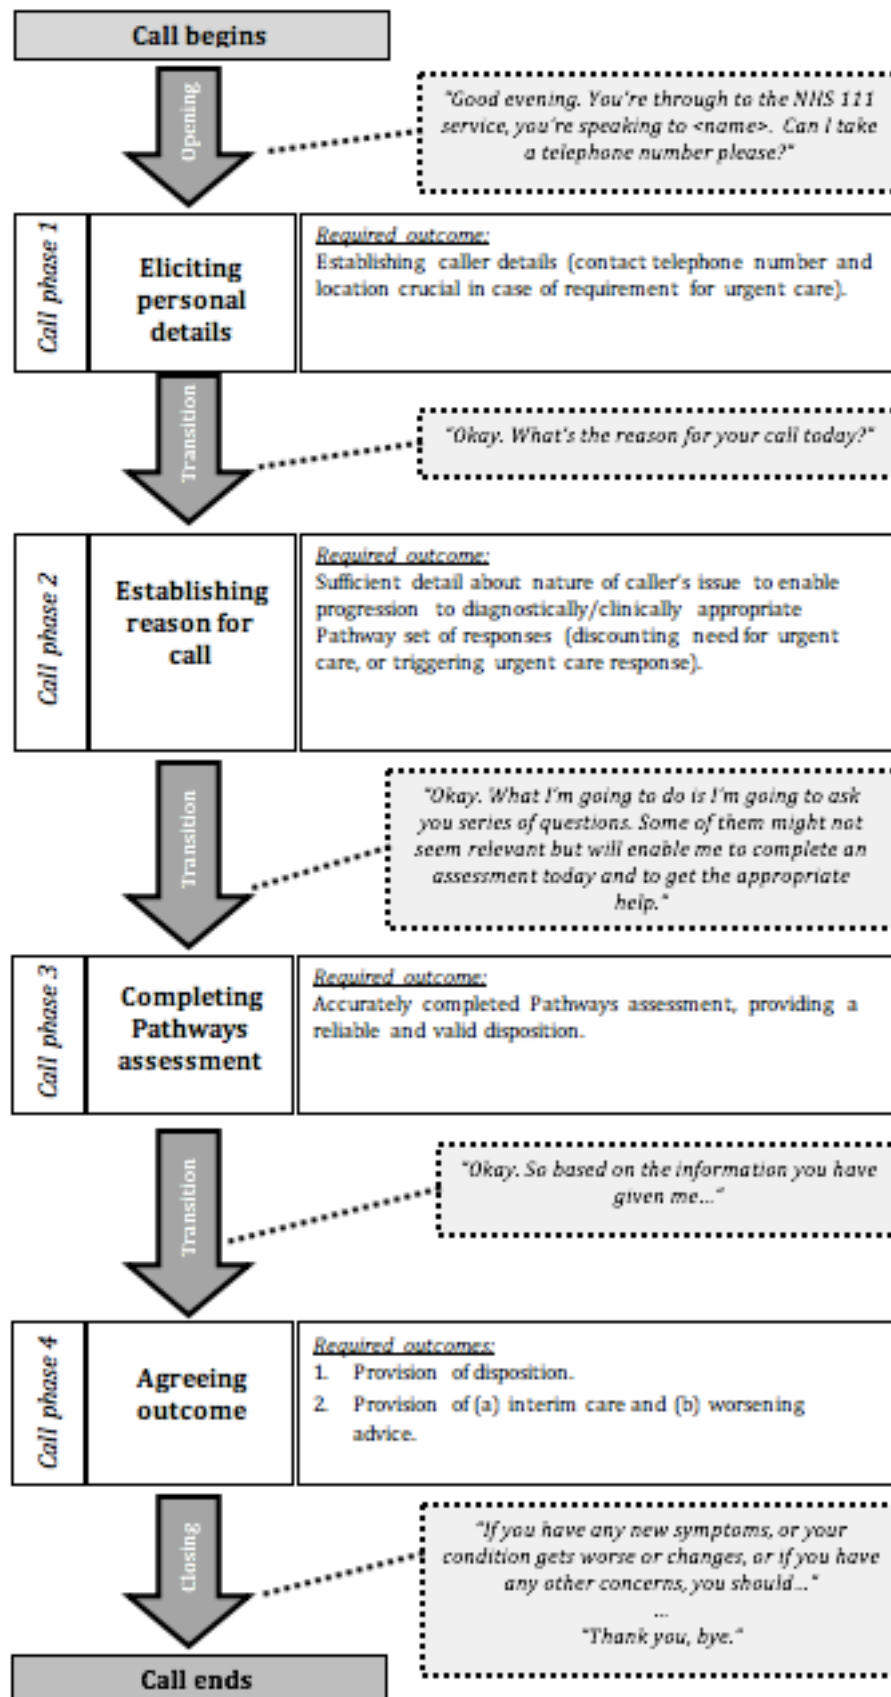 Call begins
Opening
"Good evening. You're through to the NHS 111
service, you're speaking to <name>. Can I take
a telephone number please?"
Call phase 1
Eliciting
personal
details
Required outcome:
Establishing caller details (contact telephone number and
location crucial in case of requirement for urgent care).
Transition
"Okay. What's the reason for your call today?"
Call phase 2
Establishing
reason for
call
Required outcome:
Sufficient detail about nature of caller's issue to enable
progression to diagnostically/clinically appropriate
Pathway set of responses (discounting need for urgent
care, or triggering urgent care response).
Transition
"Okay. What I'm going to do is I'm going to ask
you series of questions. Some of them might not
seem relevant but will enable me to complete an
assessment today and to get the appropriate
help."
Call phase 3
Completing
Pathways
assessment
Required outcome:
Accurately completed Pathways assessment, providing a
reliable and valid disposition.
Transition
"Okay. So based on the information you have
given me..."
Call phase 4
Agreeing
outcome
Required outcomes:
1. Provision of disposition.
2. Provision of (a) interim care and (b) worsening
advice.
Closing
"If you have any new symptoms, or your
condition gets worse or changes, or if you have
any other concerns, you should..."
...
"Thank you, bye."
Call ends